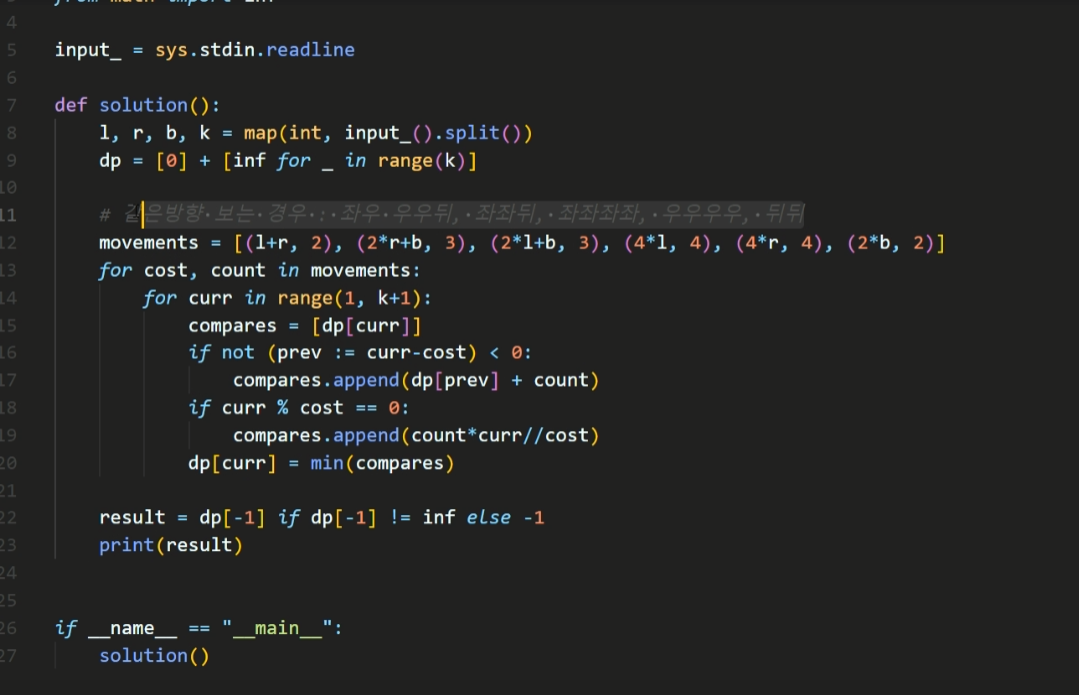 4
5 input_ = sys.stdin.readline
6
7 def solution():
8 l, r, b, k = map(int, input_().split())
9 dp = [0] + [inf for _ in range(k)]
10
11 # 같은방향 보는 경우 : 좌우 우우뒤, 좌좌뒤, 좌좌좌좌, 우우우우, 뒤뒤
12 movements = [(l+r, 2), (2*r+b, 3), (2*l+b, 3), (4*l, 4), (4*r, 4), (2*b, 2)]
13 for cost, count in movements:
14 for curr in range(1, k+1):
15 compares = [dp[curr]]
16 if not (prev := curr-cost) < 0:
17 compares.append(dp[prev] + count)
18 if curr % cost == 0:
19 compares.append(count*curr//cost)
20 dp[curr] = min(compares)
21
22 result = dp[-1] if dp[-1] != inf else -1
23 print(result)
24
25
26 if __name__ == "__main__":
27 solution()